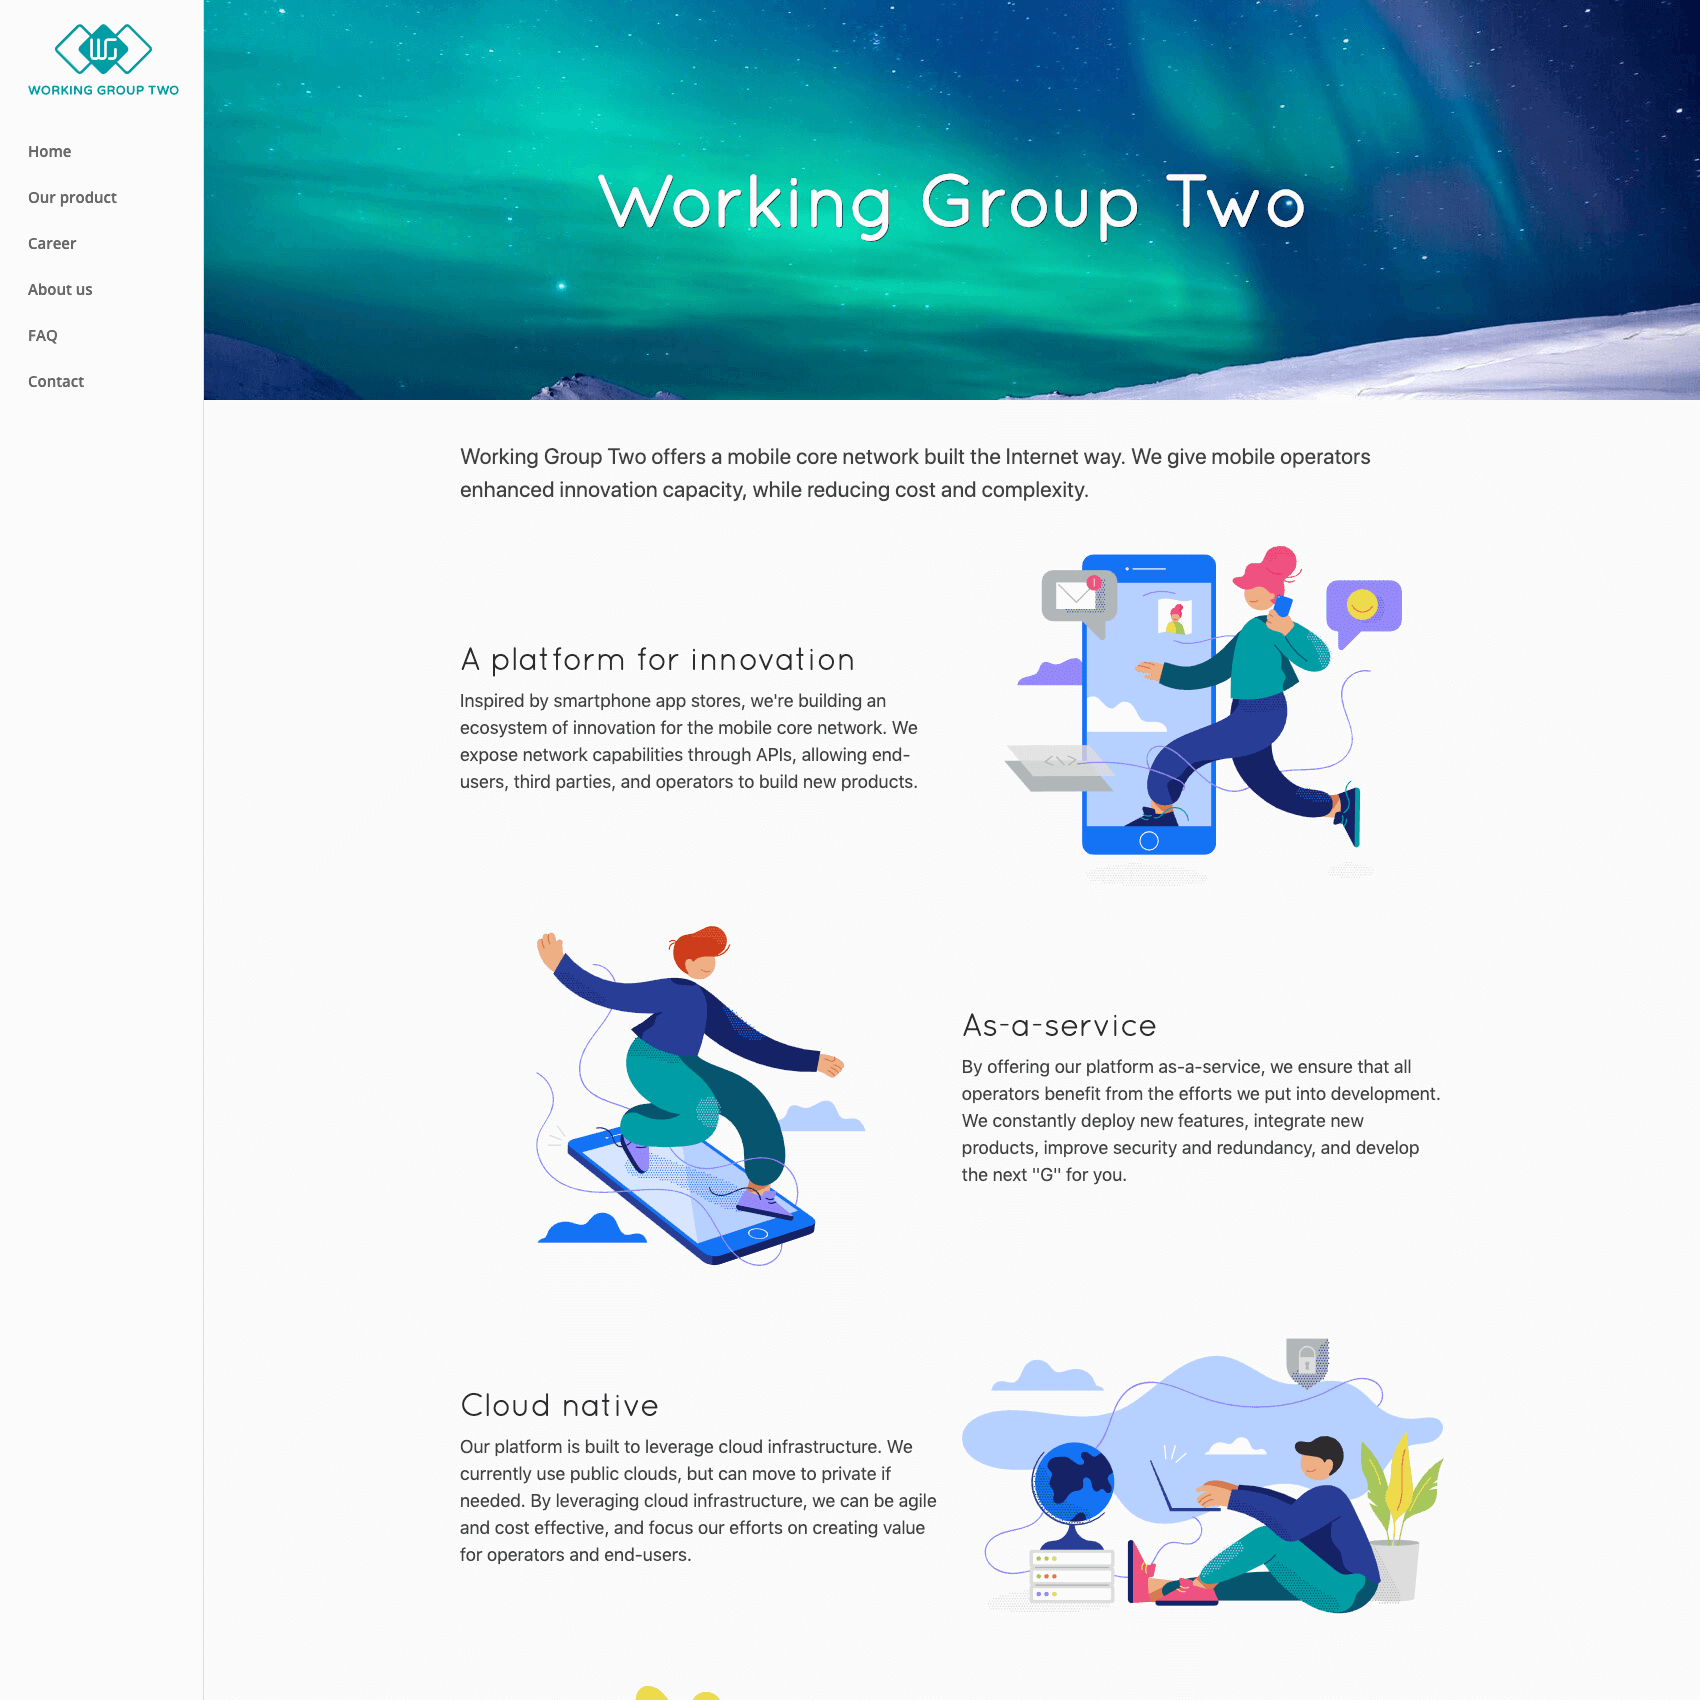 WG
WORKING GROUP TWO
Home
Our product
Career
About us
FAQ
Contact
Working Group Two
Working Group Two offers a mobile core network built the Internet way. We give mobile operators
enhanced innovation capacity, while reducing cost and complexity.
A platform for innovation
Inspired by smartphone app stores, we're building an
ecosystem of innovation for the mobile core network. We
expose network capabilities through APIs, allowing end-
users, third parties, and operators to build new products.
<\>
As-a-service
By offering our platform as-a-service, we ensure that all
operators benefit from the efforts we put into development.
We constantly deploy new features, integrate new
products, improve security and redundancy, and develop
the next "G" for you.
Cloud native
Our platform is built to leverage cloud infrastructure. We
currently use public clouds, but can move to private if
needed. By leveraging cloud infrastructure, we can be agile
and cost effective, and focus our efforts on creating value
for operators and end-users.